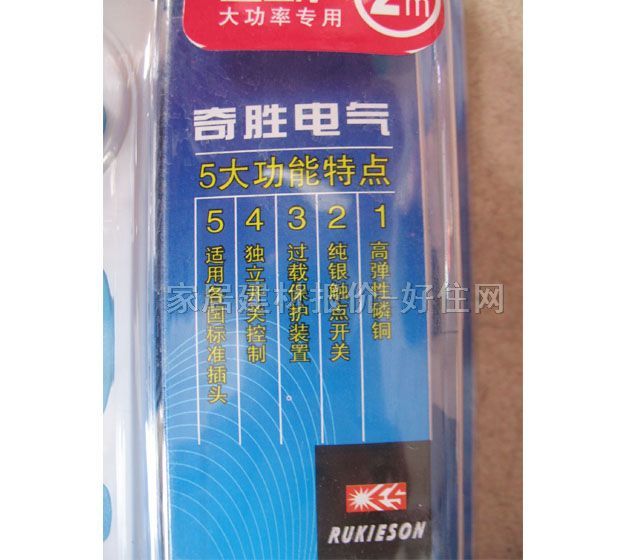 大功率专用
2m
奇胜电气
5大功能特点
1 高弹性磷铜
2 纯银触点开关
3 过载保护装置
4 独立开关控制
5 适用各国标准插头
家居建材报价-好住网
RUKIESON